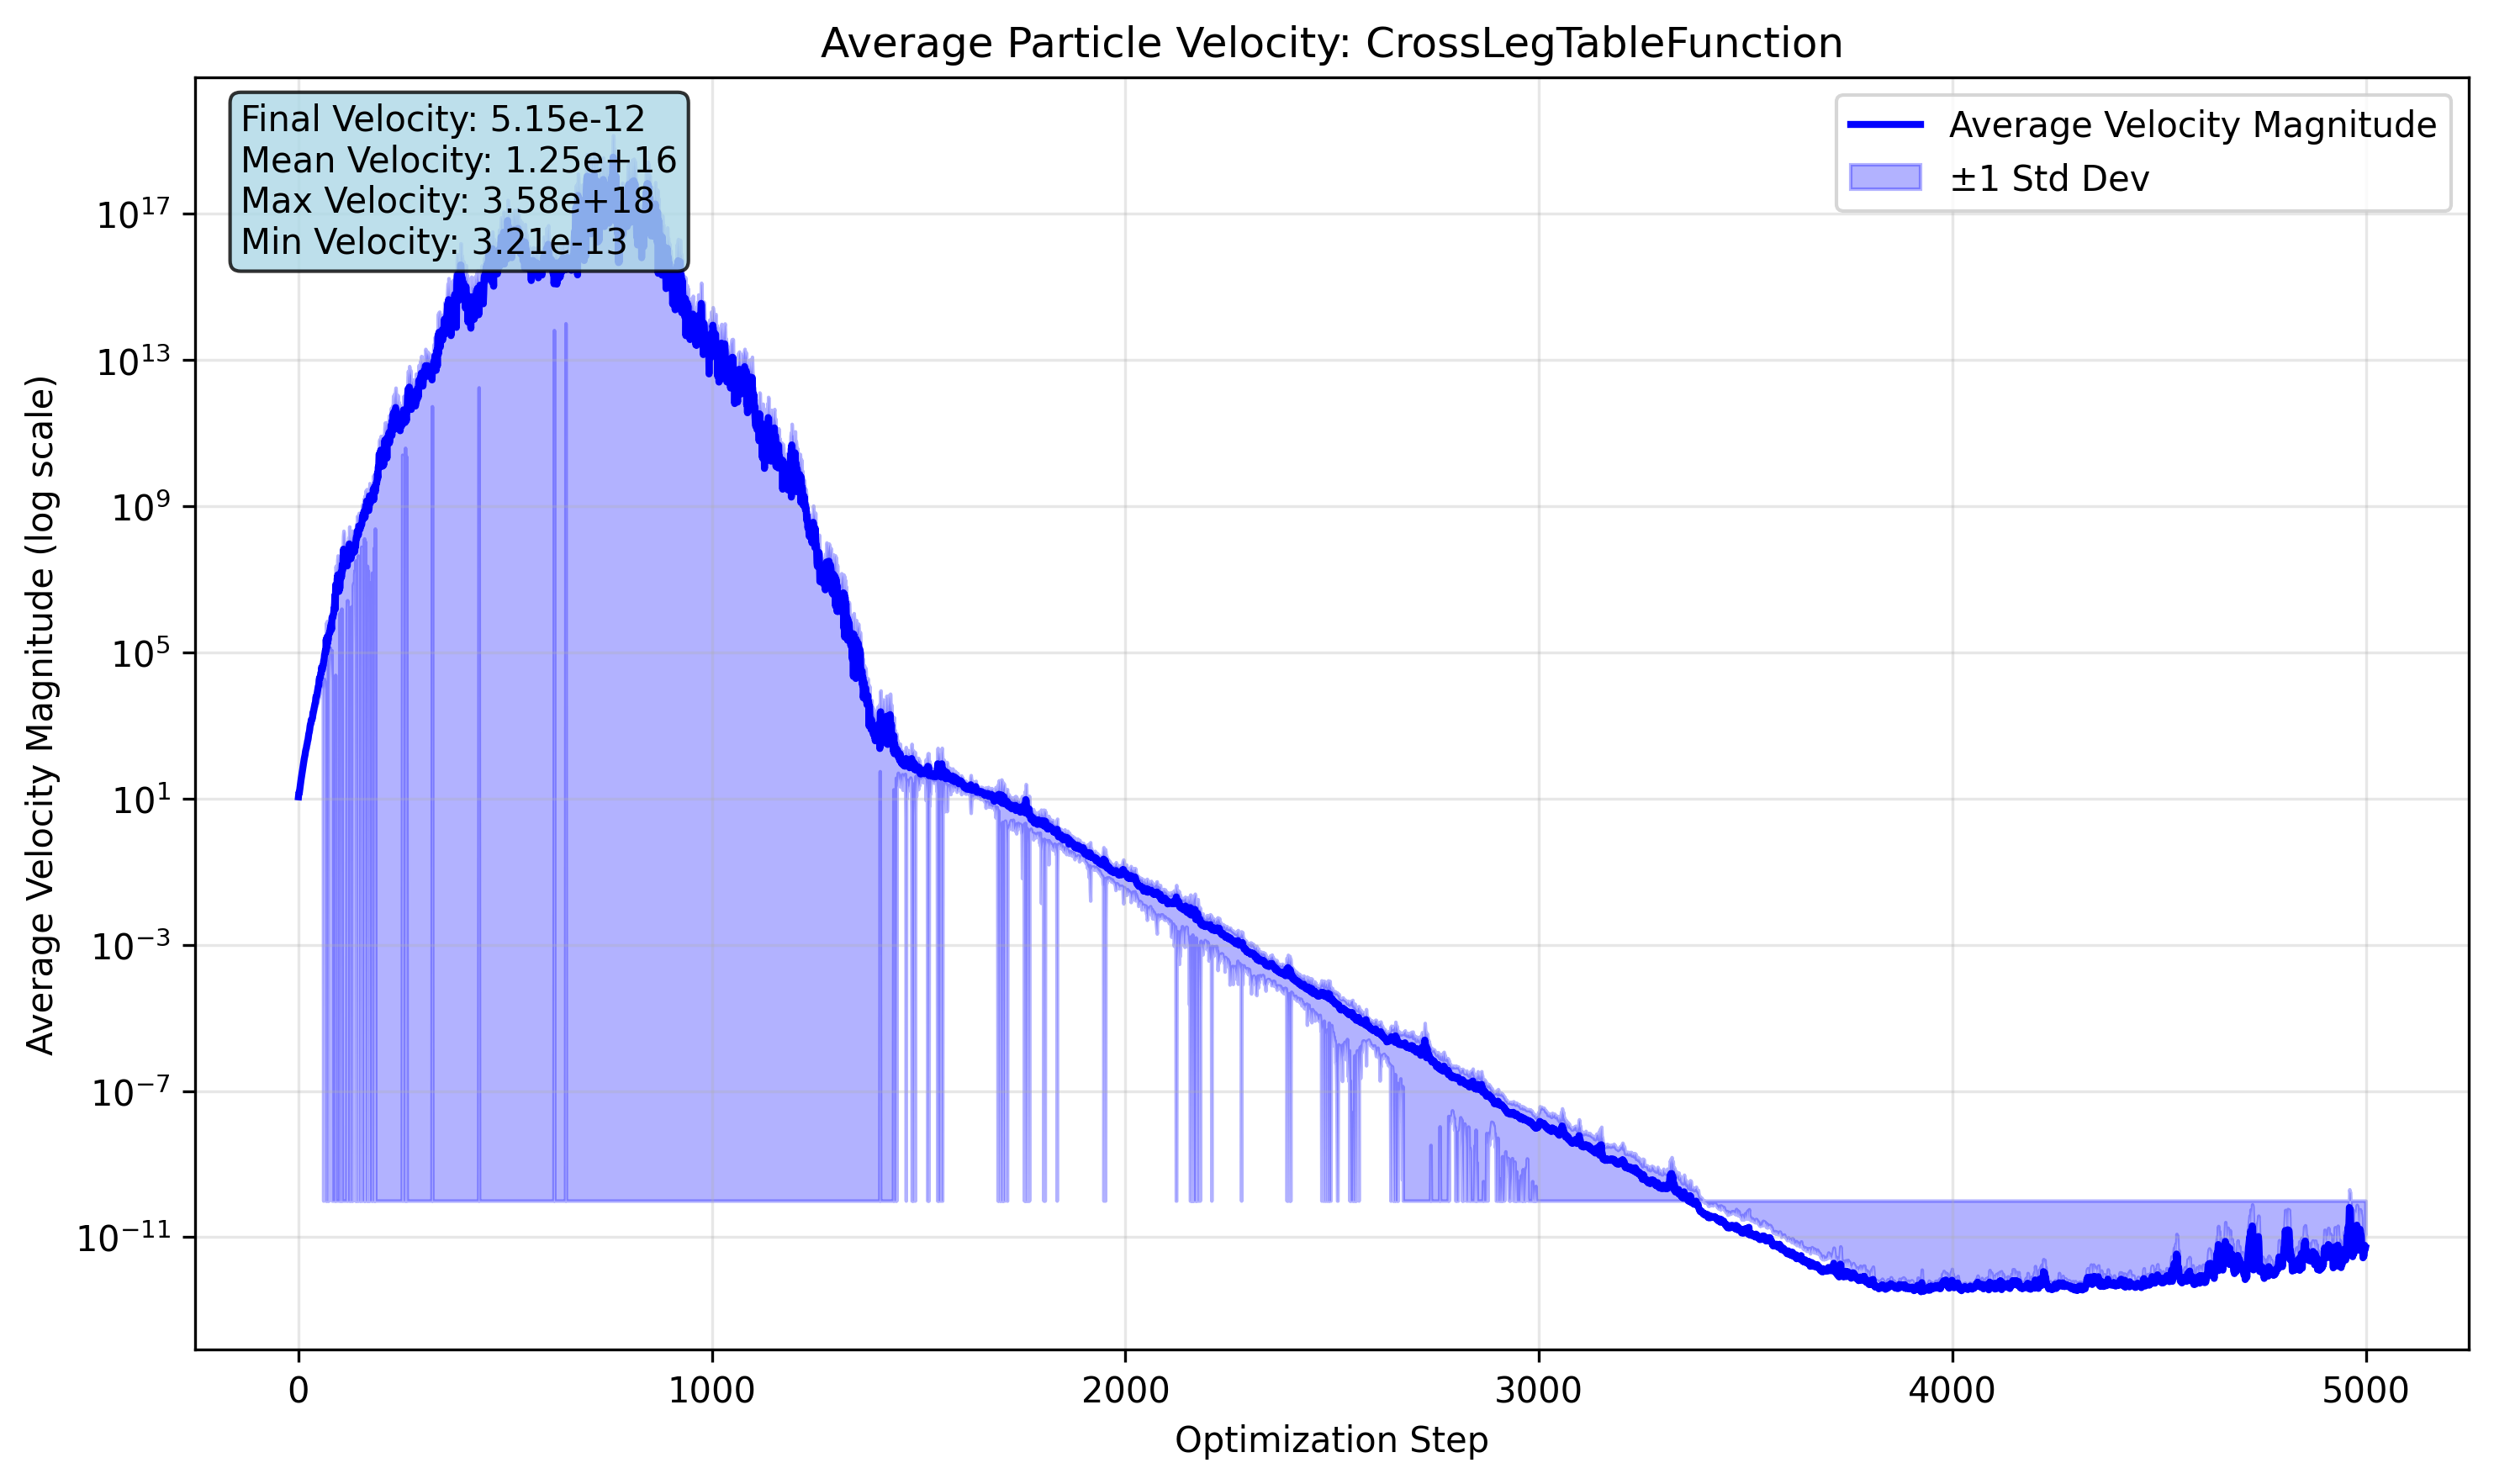 Average Particle Velocity: CrossLegTableFunction
Final Velocity: 5.15e-12
Mean Velocity: 1.25e+16
Max Velocity: 3.58e+18
Min Velocity: 3.21e-13
Average Velocity Magnitude
±1 Std Dev
Average Velocity Magnitude (log scale)
10¹⁷
10¹³
10⁹
10⁵
10¹
10⁻³
10⁻⁷
10⁻¹¹
0 1000 2000 3000 4000 5000
Optimization Step